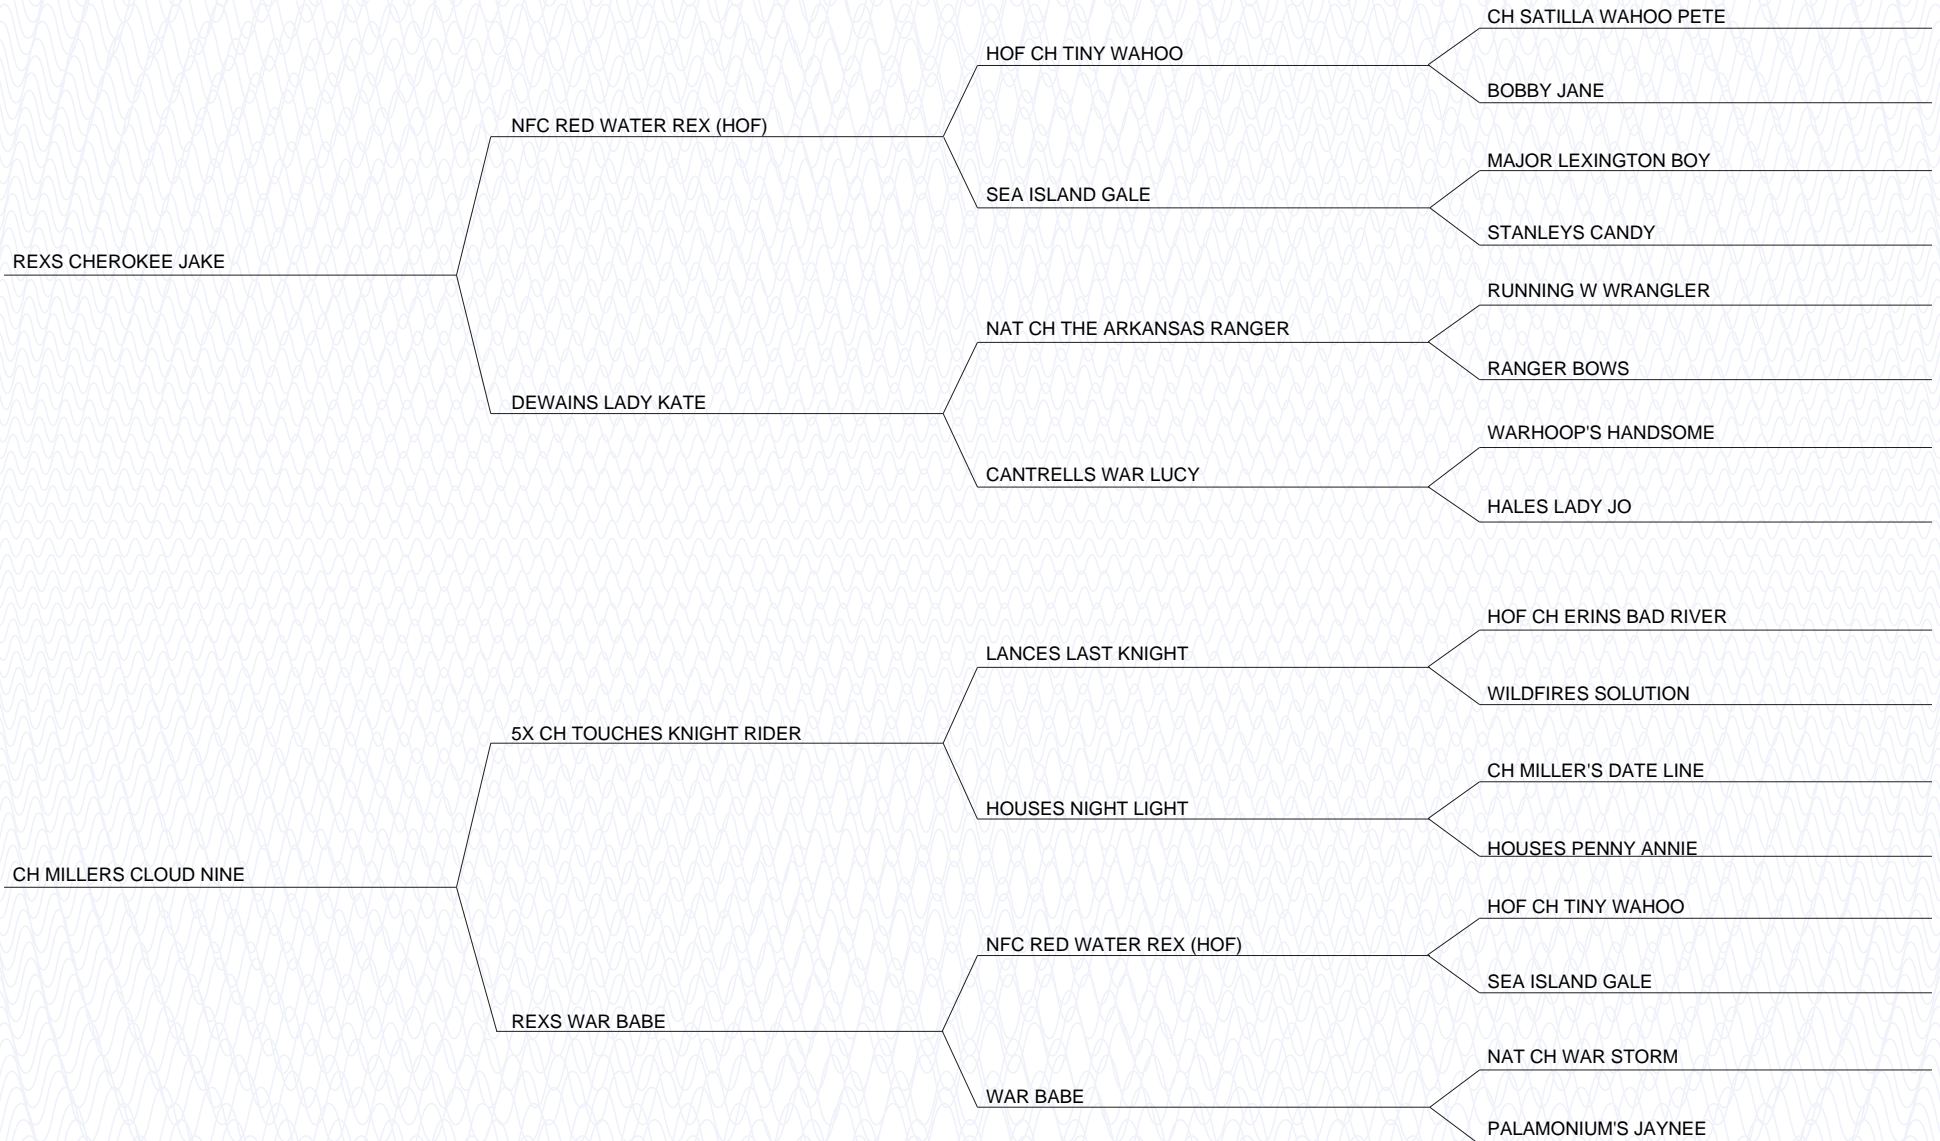 CH SATILLA WAHOO PETE
HOF CH TINY WAHOO
BOBBY JANE
NFC RED WATER REX (HOF)
MAJOR LEXINGTON BOY
SEA ISLAND GALE
STANLEYS CANDY
REXS CHEROKEE JAKE
RUNNING W WRANGLER
NAT CH THE ARKANSAS RANGER
RANGER BOWS
DEWAINS LADY KATE
WARHOOP'S HANDSOME
CANTRELLS WAR LUCY
HALES LADY JO
HOF CH ERINS BAD RIVER
LANCES LAST KNIGHT
WILDFIRES SOLUTION
5X CH TOUCHES KNIGHT RIDER
CH MILLER'S DATE LINE
HOUSES NIGHT LIGHT
HOUSES PENNY ANNIE
CH MILLERS CLOUD NINE
HOF CH TINY WAHOO
NFC RED WATER REX (HOF)
SEA ISLAND GALE
REXS WAR BABE
NAT CH WAR STORM
WAR BABE
PALAMONIUM'S JAYNEE